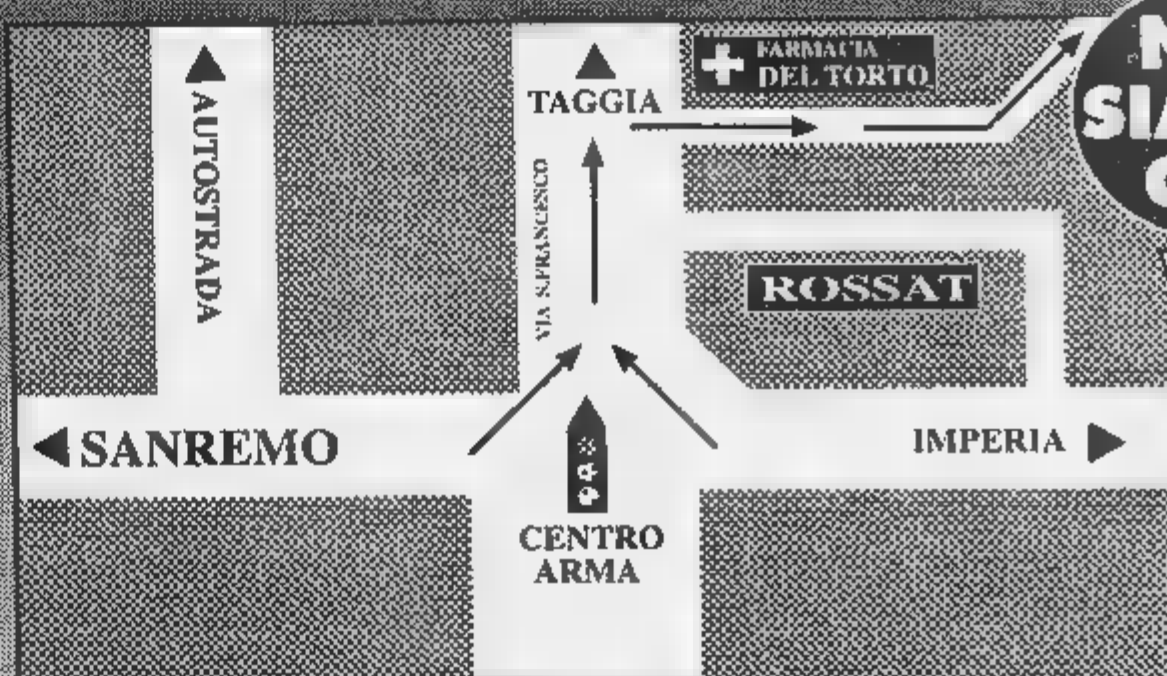 AUTOSTRADA
TAGGIA
FARMACIA
DEL TORTO
VIA S.FRANCESCO
ROSSAT
SANREMO
IMPERIA
CENTRO
ARMA